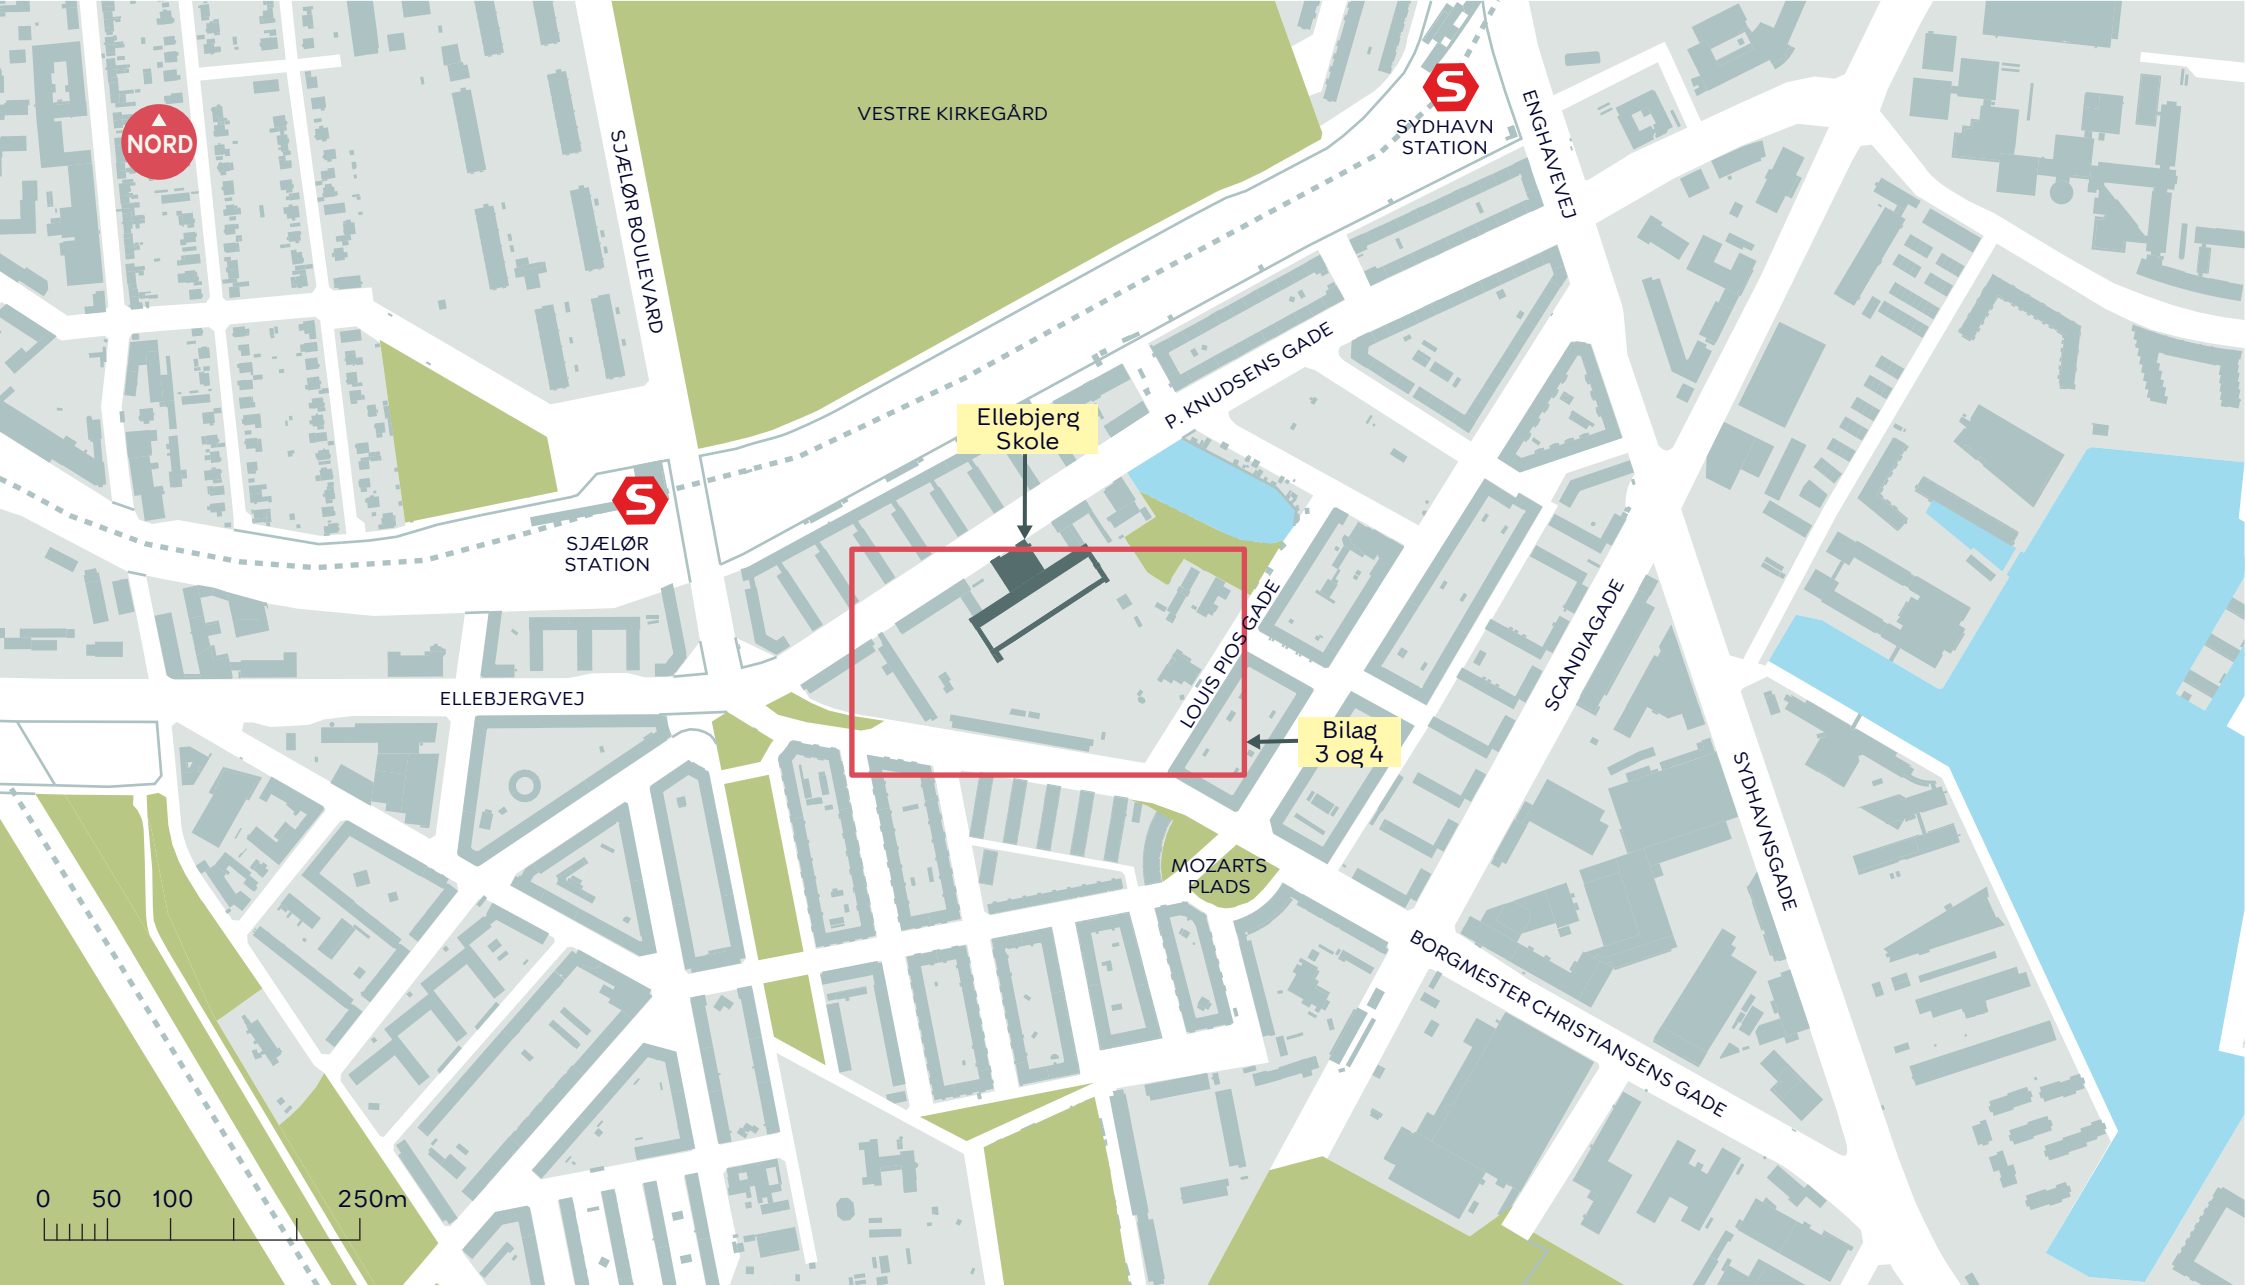 VESTRE KIRKEGÅRD
S
SYDHAVN
STATION
ENGHAVEVEJ
NORD
SJÆLØR BOULEVARD
P. KNUDSENS GADE
Ellebjerg
Skole
S
SJÆLØR
STATION
LOUIS PIOS GADE
SCANDIAGADE
ELLEBJERGVEJ
Bilag
3 og 4
SYDHAVNSGADE
MOZARTS
PLADS
BORGMESTER CHRISTIANSENS GADE
0 50 100 250m